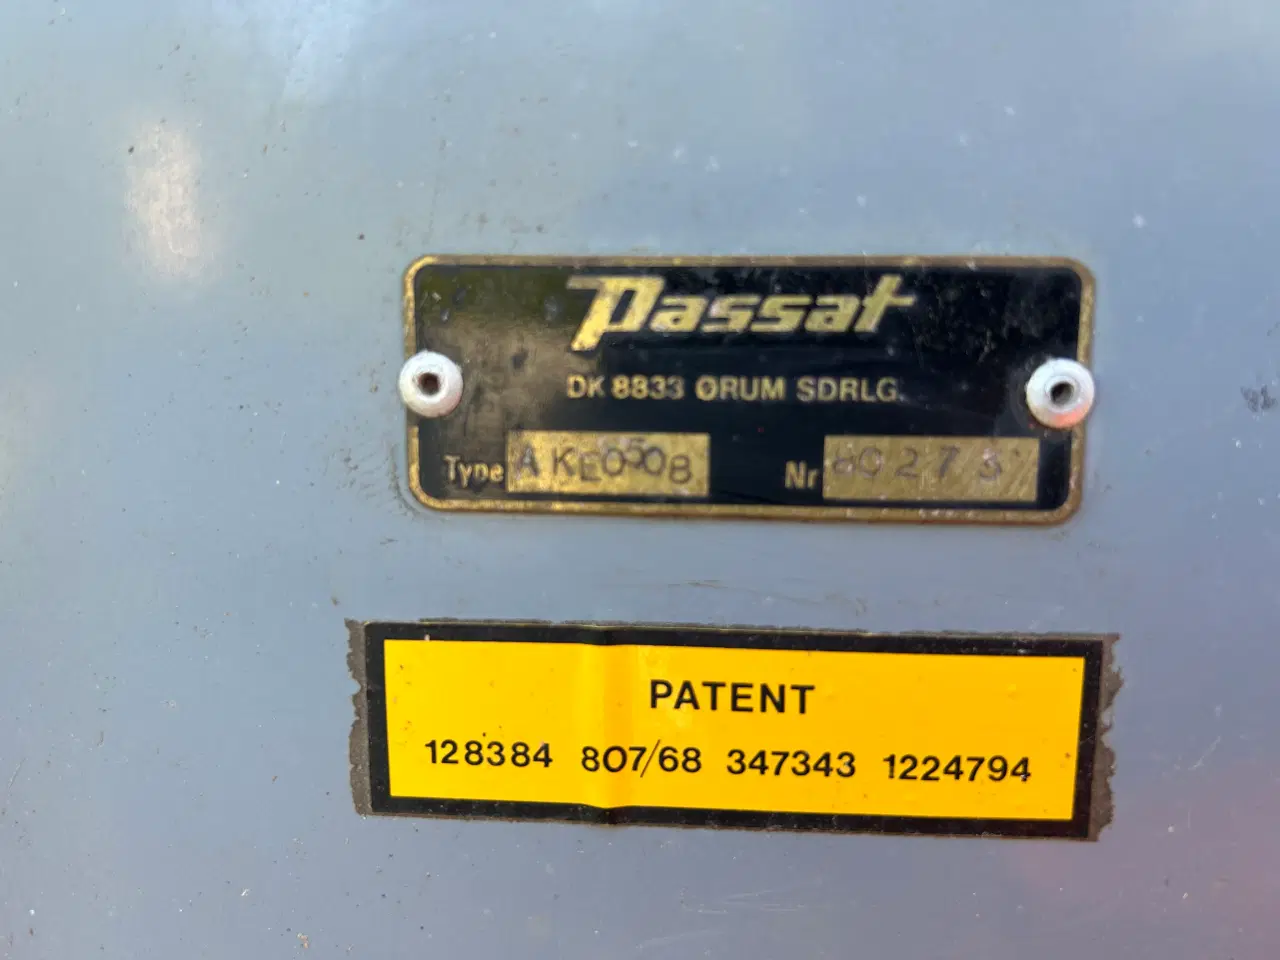 Passat
DK 8833 ØRUM SDRLG.
Type Nr
PATENT
128384 807/68 347343 1224794